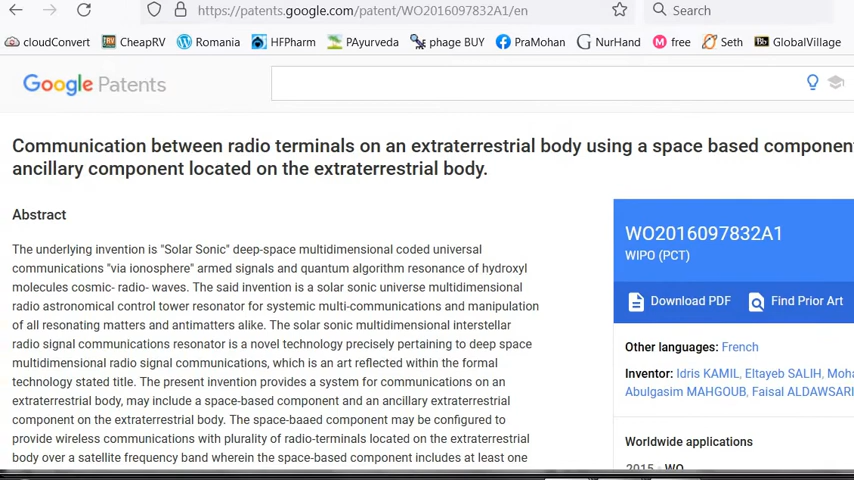 https://patents.google.com/patent/WO2016097832A1/en
Search
cloudConvert CheapRV Romania HFPharm PAyurveda phage BUY PraMohan NurHand free Seth GlobalVillage
Google Patents
Communication between radio terminals on an extraterrestrial body using a space based component
ancillary component located on the extraterrestrial body.
Abstract
The underlying invention is "Solar Sonic" deep-space multidimensional coded universal
communications "via ionosphere" armed signals and quantum algorithm resonance of hydroxyl
molecules cosmic- radio- waves. The said invention is a solar sonic universe multidimensional
radio astronomical control tower resonator for systemic multi-communications and manipulation
of all resonating matters and antimatters alike. The solar sonic multidimensional interstellar
radio signal communications resonator is a novel technology precisely pertaining to deep space
multidimensional radio signal communications, which is an art reflected within the formal
technology stated title. The present invention provides a system for communications on an
extraterrestrial body, may include a space-based component and an ancillary extraterrestrial
component on the extraterrestrial body. The space-baaed component may be configured to
provide wireless communications with plurality of radio-terminals located on the extraterrestrial
body over a satellite frequency band wherein the space-based component includes at least one
WO2016097832A1
WIPO (PCT)
Download PDF Find Prior Art
Other languages: French
Inventor: Idris KAMIL, Eltayeb SALIH, Moha
Abulgasim MAHGOUB, Faisal ALDAWSARI
Worldwide applications
2015 WO